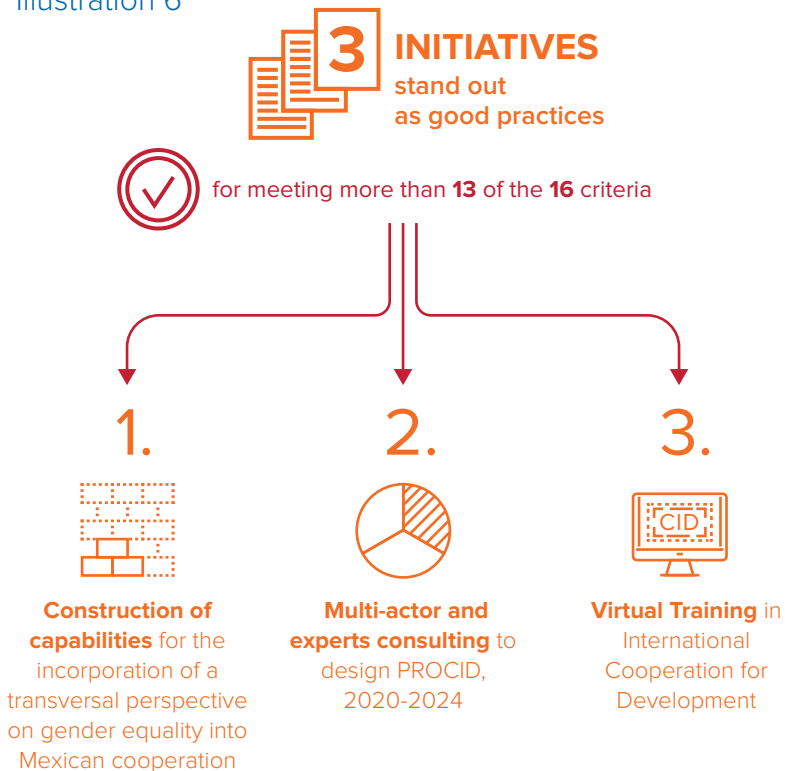 Illustration 6
3
INITIATIVES
stand out
as good practices
for meeting more than 13 of the 16 criteria
1.
Construction of
capabilities for the
incorporation of a
transversal perspective
on gender equality into
Mexican cooperation
2.
Multi-actor and
experts consulting to
design PROCID,
2020-2024
3.
CID
Virtual Training in
International
Cooperation for
Development